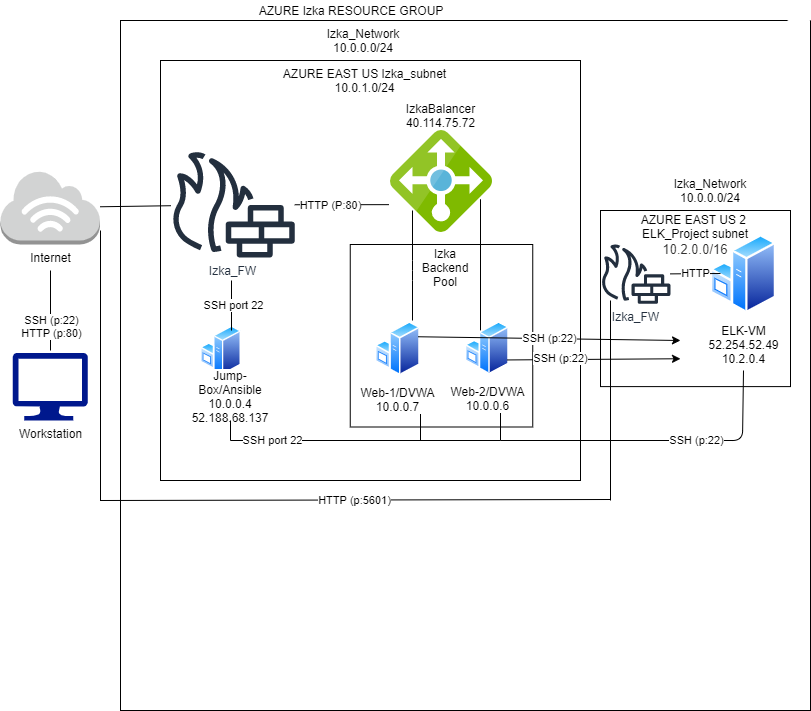 AZURE Izka RESOURCE GROUP
Izka_Network
10.0.0.0/24
AZURE EAST US Izka_subnet
10.0.1.0/24
IzkaBalancer
40.114.75.72
HTTP (P:80)
Izka_FW
Internet
SSH (p:22)
HTTP (p:80)
Workstation
SSH port 22
Jump-
Box/Ansible
10.0.0.4
52.188.68.137
Izka
Backend
Pool
Web-1/DVWA
10.0.0.7
Web-2/DVWA
10.0.0.6
SSH (p:22)
SSH (p:22)
SSH port 22
SSH (p:22)
HTTP (p:5601)
Izka_Network
10.0.0.0/24
AZURE EAST US 2
ELK_Project subnet
10.2.0.0/16
HTTP
Izka_FW
ELK-VM
52.254.52.49
10.2.0.4